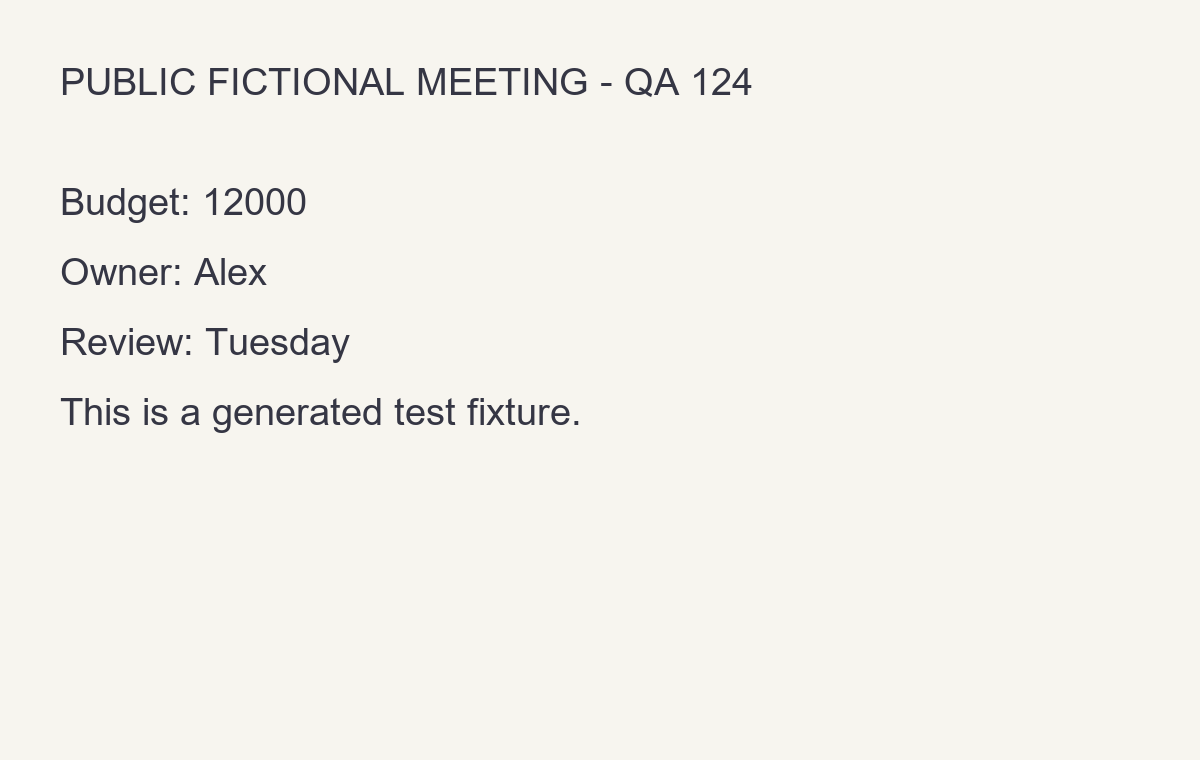 PUBLIC FICTIONAL MEETING - QA 124
Budget: 12000
Owner: Alex
Review: Tuesday
This is a generated test fixture.